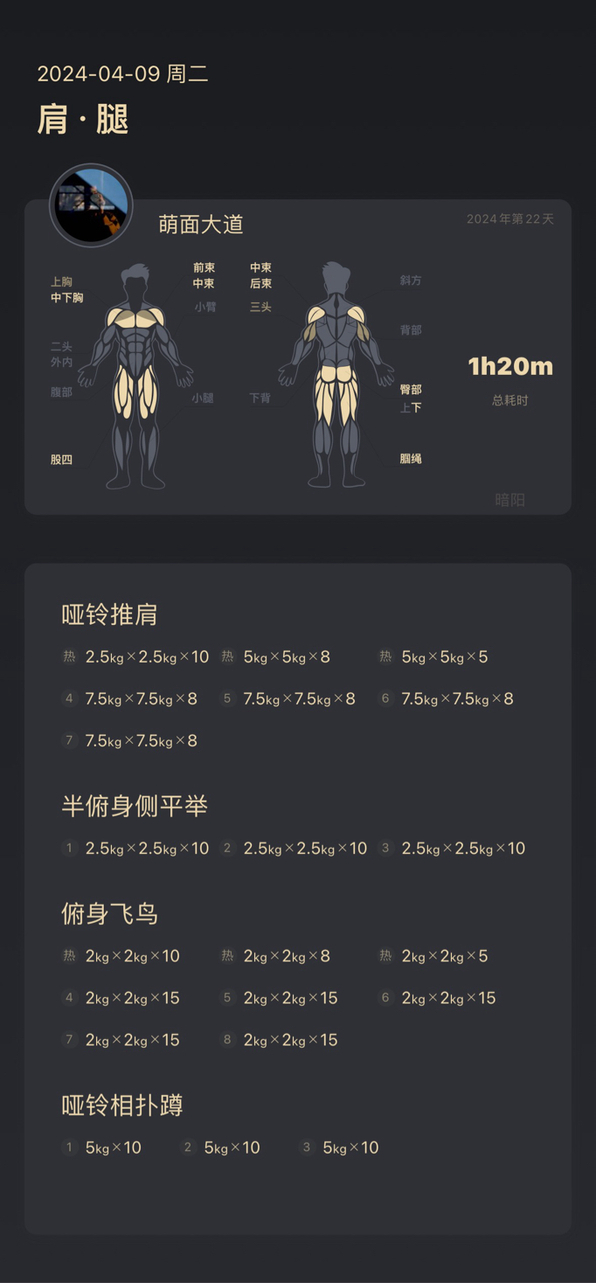 2024-04-09 周二
肩 · 腿
萌面大道
2024年第22天
上胸
中下胸
前束
中束
中束
后束
斜方
小臂
三头
背部
二头
外内
腹部
小腿
下背
臀部
上下
1h20m
总耗时
股四
腘绳
暗阳
哑铃推肩
热 2.5kg×2.5kg×10 热 5kg×5kg×8 热 5kg×5kg×5
4 7.5kg×7.5kg×8 5 7.5kg×7.5kg×8 6 7.5kg×7.5kg×8
7 7.5kg×7.5kg×8
半俯身侧平举
1 2.5kg×2.5kg×10 2 2.5kg×2.5kg×10 3 2.5kg×2.5kg×10
俯身飞鸟
热 2kg×2kg×10 热 2kg×2kg×8 热 2kg×2kg×5
4 2kg×2kg×15 5 2kg×2kg×15 6 2kg×2kg×15
7 2kg×2kg×15 8 2kg×2kg×15
哑铃相扑蹲
1 5kg×10 2 5kg×10 3 5kg×10